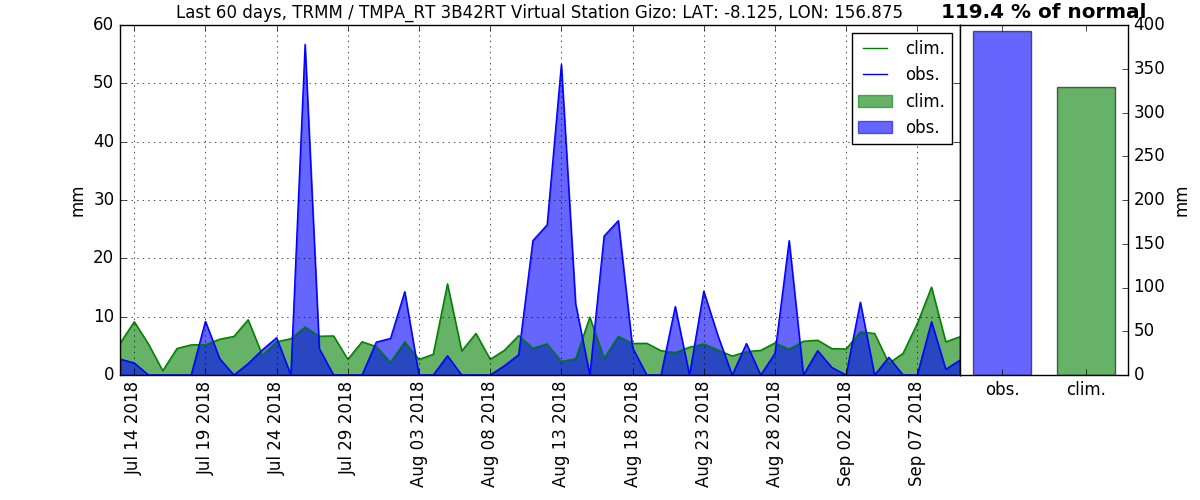 Last 60 days, TRMM / TMPA_RT 3B42RT Virtual Station Gizo: LAT: -8.125, LON: 156.875
119.4 % of normal
60
50
40
30
20
10
0
mm
clim.
obs.
clim.
obs.
400
350
300
250
200
150
100
50
0
mm
Jul 14 2018
Jul 19 2018
Jul 24 2018
Jul 29 2018
Aug 03 2018
Aug 08 2018
Aug 13 2018
Aug 18 2018
Aug 23 2018
Aug 28 2018
Sep 02 2018
Sep 07 2018
obs.
clim.